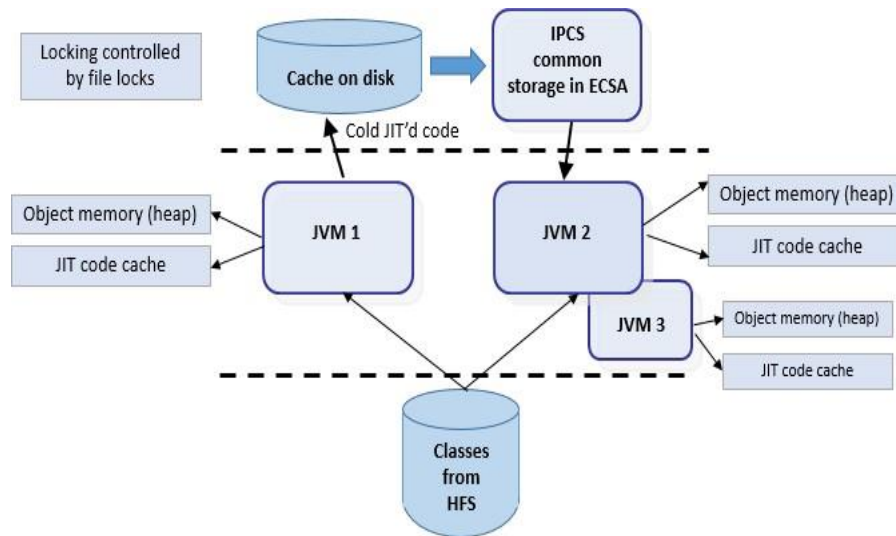 Locking controlled
by file locks
Cache on disk
IPCS
common
storage in ECSA
Cold JIT’d code
Object memory (heap)
JIT code cache
JVM 1
JVM 2
Object memory (heap)
JIT code cache
JVM 3
Object memory (heap)
JIT code cache
Classes
from
HFS